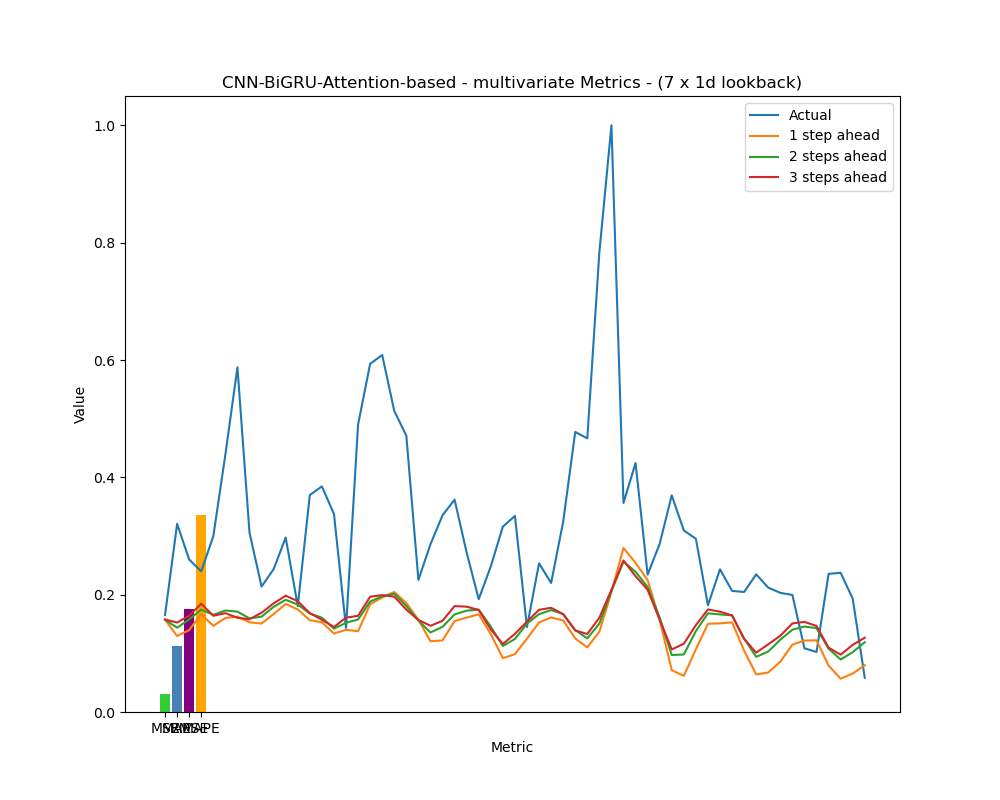 CNN-BiGRU-Attention-based - multivariate Metrics - (7 x 1d lookback)
Actual
1 step ahead
2 steps ahead
3 steps ahead
1.0
0.8
0.6
0.4
0.2
0.0
Value
Metric